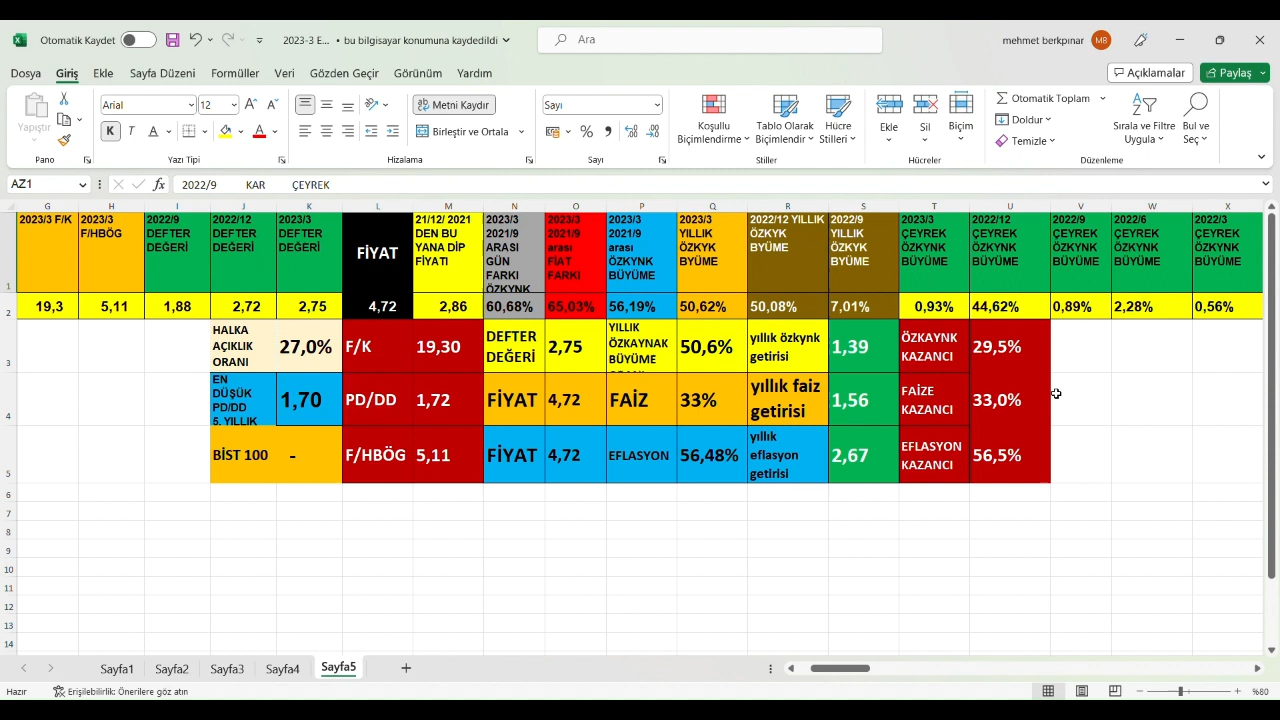 Otomatik Kaydet
2023-3 E... • bu bilgisayar konumuna kaydedildi
Ara
mehmet berkpınar
MB
Dosya Giriş Ekle Sayfa Düzeni Formüller Veri Gözden Geçir Görünüm Yardım
Açıklamalar Paylaş
Yapıştır
Arial 12
K T A A
Metni Kaydır
Birleştir ve Ortala
Sayı
Koşullu Biçimlendirme
Tablo Olarak Biçimlendir
Hücre Stilleri
Ekle Sil Biçim
Otomatik Toplam
Doldur
Temizle
Sırala ve Filtre Uygula
Bul ve Seç
Pano Yazı Tipi Hizalama Sayı Stiller Hücreler Düzenleme
AZ1 fx 2022/9 KAR ÇEYREK
G H I J K L M N O P Q R S T U V W X
1
2023/3 F/K
2023/3 F/HBÖG
2022/9 DEFTER DEĞERİ
2022/12 DEFTER DEĞERİ
2023/3 DEFTER DEĞERİ
FİYAT
21/12/ 2021 DEN BU YANA DİP FİYATI
2023/3 2021/9 ARASI GÜN FARKI ÖZKYNK
2023/3 2021/9 arası FİAT FARKI
2023/3 2021/9 arası ÖZKYNK BÜYÜME
2023/3 YILLIK ÖZKYK BYÜME
2022/12 YILLIK ÖZKYK BYÜME
2022/9 YILLIK ÖZKYK BYÜME
2023/3 ÇEYREK ÖZKYNK BÜYÜME
2022/12 ÇEYREK ÖZKYNK BÜYÜME
2022/9 ÇEYREK ÖZKYNK BÜYÜME
2022/6 ÇEYREK ÖZKYNK BÜYÜME
2022/3 ÇEYREK ÖZKYNK BÜYÜME
2 19,3 5,11 1,88 2,72 2,75 4,72 2,86 60,68% 65,03% 56,19% 50,62% 50,08% 7,01% 0,93% 44,62% 0,89% 2,28% 0,56%
3 HALKA AÇIKLIK ORANI 27,0% F/K 19,30 DEFTER DEĞERİ 2,75 YILLIK ÖZKAYNAK BÜYÜME 50,6% yıllık özkynk getirisi 1,39 ÖZKAYNK KAZANCI 29,5%
4 EN DÜŞÜK PD/DD 5. YILLIK 1,70 PD/DD 1,72 FİYAT 4,72 FAİZ 33% yıllık faiz getirisi 1,56 FAİZE KAZANCI 33,0%
5 BİST 100 - F/HBÖG 5,11 FİYAT 4,72 EFLASYON 56,48% yıllık eflasyon getirisi 2,67 EFLASYON KAZANCI 56,5%
6
7
8
9
10
11
12
13
14
Sayfa1 Sayfa2 Sayfa3 Sayfa4 Sayfa5
Hazır Erişilebilirlik: Önerilere göz atın %80